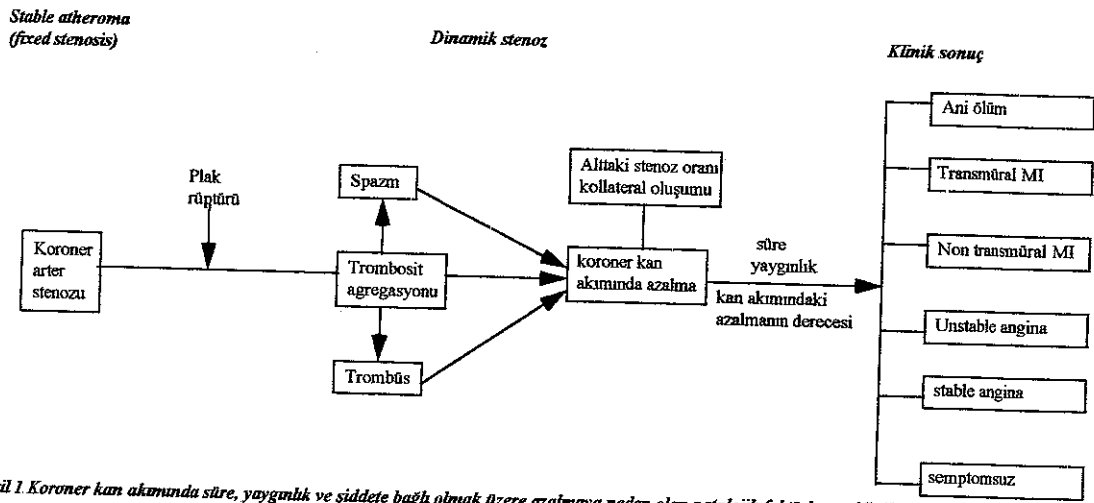 Stable atheroma
(fixed stenosis)
Dinamik stenoz
Klinik sonuç
Plak
rüptürü
Koroner
arter
stenozu
Spazm
Trombosit
agregasyonu
Trombüs
Alttaki stenoz oranı
kollateral oluşumu
koroner kan
akımında azalma
süre
yaygınlık
kan akımındaki
azalmanın derecesi
Ani ölüm
Transmüral MI
Non transmüral MI
Unstable angina
stable angina
semptomsuz
il 1. Koroner kan akımında süre, yaygınlık ve şiddete bağlı olmak üzere azalmaya neden olan